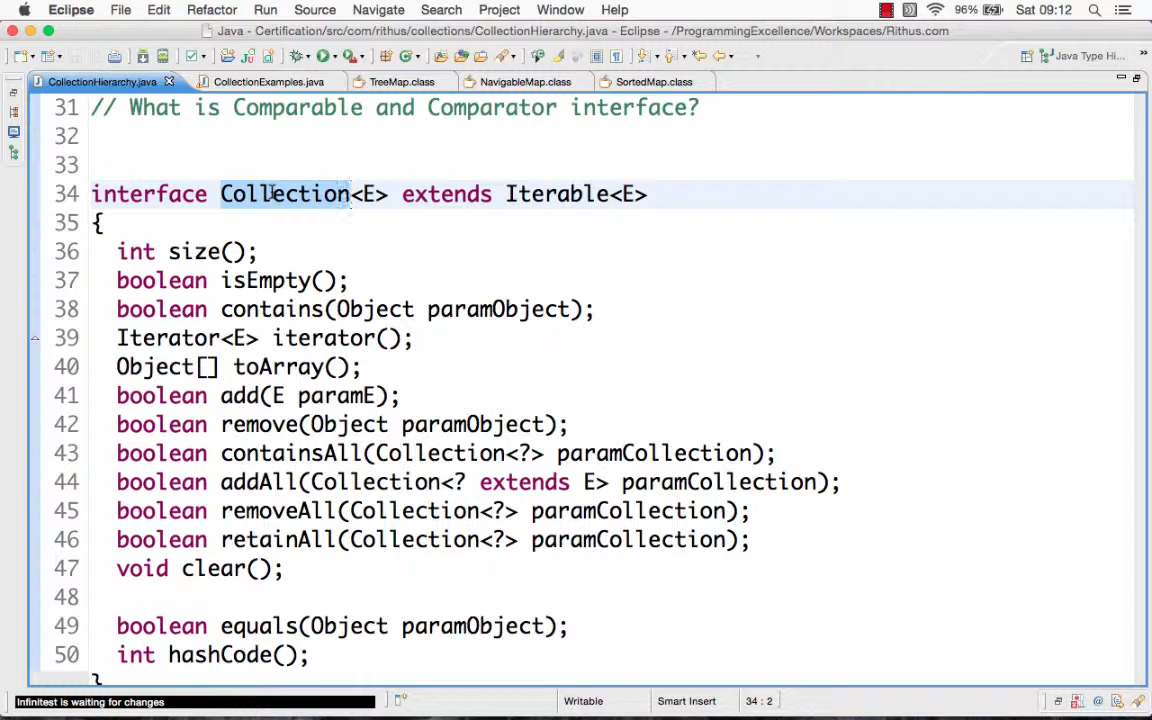 Eclipse File Edit Refactor Run Source Navigate Search Project Window Help 96% Sat 09:12
Java - Certification/src/com/rithus/collections/CollectionHierarchy.java - Eclipse - /ProgrammingExcellence/Workspaces/Rithus.com
Java Type Hi...
CollectionHierarchy.java CollectionExamples.java TreeMap.class NavigableMap.class SortedMap.class
31 // What is Comparable and Comparator interface?
32
33
34 interface Collection<E> extends Iterable<E>
35 {
36 int size();
37 boolean isEmpty();
38 boolean contains(Object paramObject);
39 Iterator<E> iterator();
40 Object[] toArray();
41 boolean add(E paramE);
42 boolean remove(Object paramObject);
43 boolean containsAll(Collection<?> paramCollection);
44 boolean addAll(Collection<? extends E> paramCollection);
45 boolean removeAll(Collection<?> paramCollection);
46 boolean retainAll(Collection<?> paramCollection);
47 void clear();
48
49 boolean equals(Object paramObject);
50 int hashCode();
}
Infinitest is waiting for changes Writable Smart Insert 34 : 2